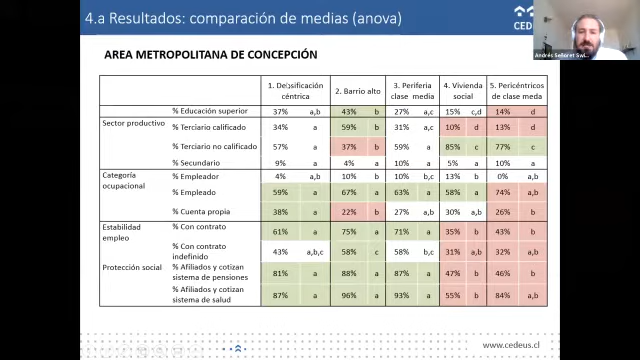 4.a Resultados: comparación de medias (anova)
CEDE
Andrés Señoret Swi...
AREA METROPOLITANA DE CONCEPCIÓN
1. Densificación céntrica 2. Barrio alto 3. Periferia clase media 4. Vivienda social 5. Pericéntricos de clase meda
% Educación superior 37% a,b 43% b 27% a,c 15% c,d 14% d
Sector productivo % Terciario calificado 34% a 59% b 31% a,c 10% d 13% d
% Terciario no calificado 57% a 37% b 59% a 85% c 77% c
% Secundario 9% a 4% a 10% a 5% a 10% a
Categoría ocupacional % Empleador 4% a,b 10% b 10% b,c 13% b 0% a,b
% Empleado 59% a 67% a 63% a 58% a 74% a,b
% Cuenta propia 38% a 22% b 27% a,b 30% a,b 26% b
Estabilidad empleo % Con contrato 61% a 75% a 71% a 35% b 43% b
% Con contrato indefinido 43% a,b,c 58% c 58% b,c 31% a,b 32% a,b
Protección social % Afiliados y cotizan sistema de pensiones 81% a 88% a 87% a 47% b 46% b
% Afiliados y cotizan sistema de salud 87% a 96% a 93% a 55% b 84% a,b
www.cedeus.cl